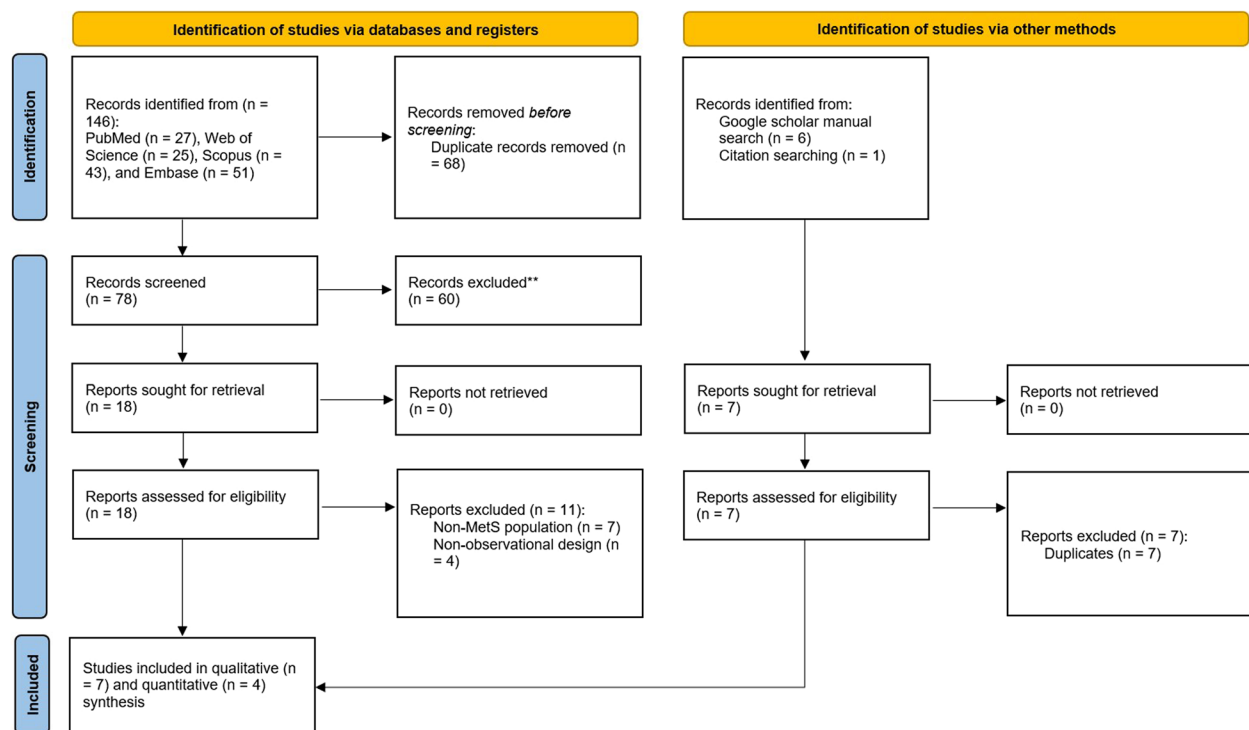 Identification of studies via databases and registers
Identification of studies via other methods
Identification
Records identified from (n =
146):
PubMed (n = 27), Web of
Science (n = 25), Scopus (n =
43), and Embase (n = 51)
Records removed before
screening:
Duplicate records removed (n
= 68)
Records identified from:
Google scholar manual
search (n = 6)
Citation searching (n = 1)
Screening
Records screened
(n = 78)
Records excluded**
(n = 60)
Reports sought for retrieval
(n = 18)
Reports not retrieved
(n = 0)
Reports sought for retrieval
(n = 7)
Reports not retrieved
(n = 0)
Reports assessed for eligibility
(n = 18)
Reports excluded (n = 11):
Non-MetS population (n = 7)
Non-observational design (n
= 4)
Reports assessed for eligibility
(n = 7)
Reports excluded (n = 7):
Duplicates (n = 7)
Included
Studies included in qualitative (n
= 7) and quantitative (n = 4)
synthesis